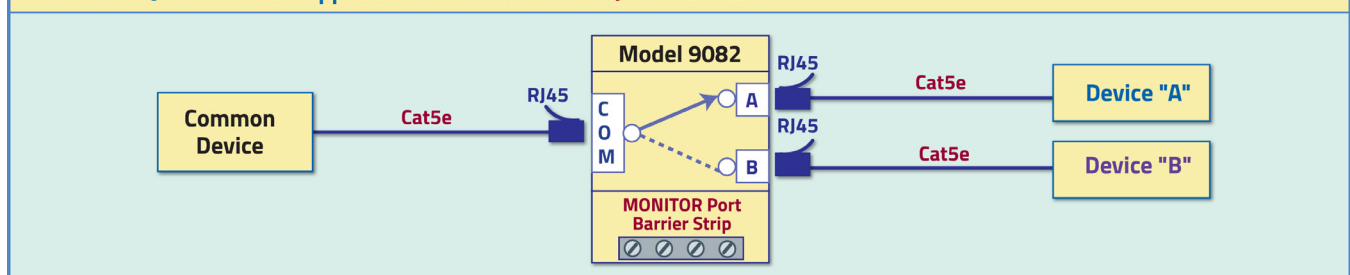 Model 9082
Common
Device
Cat5e
RJ45
C
O
M
A
B
RJ45
Cat5e
Device "A"
RJ45
Cat5e
Device "B"
MONITOR Port
Barrier Strip